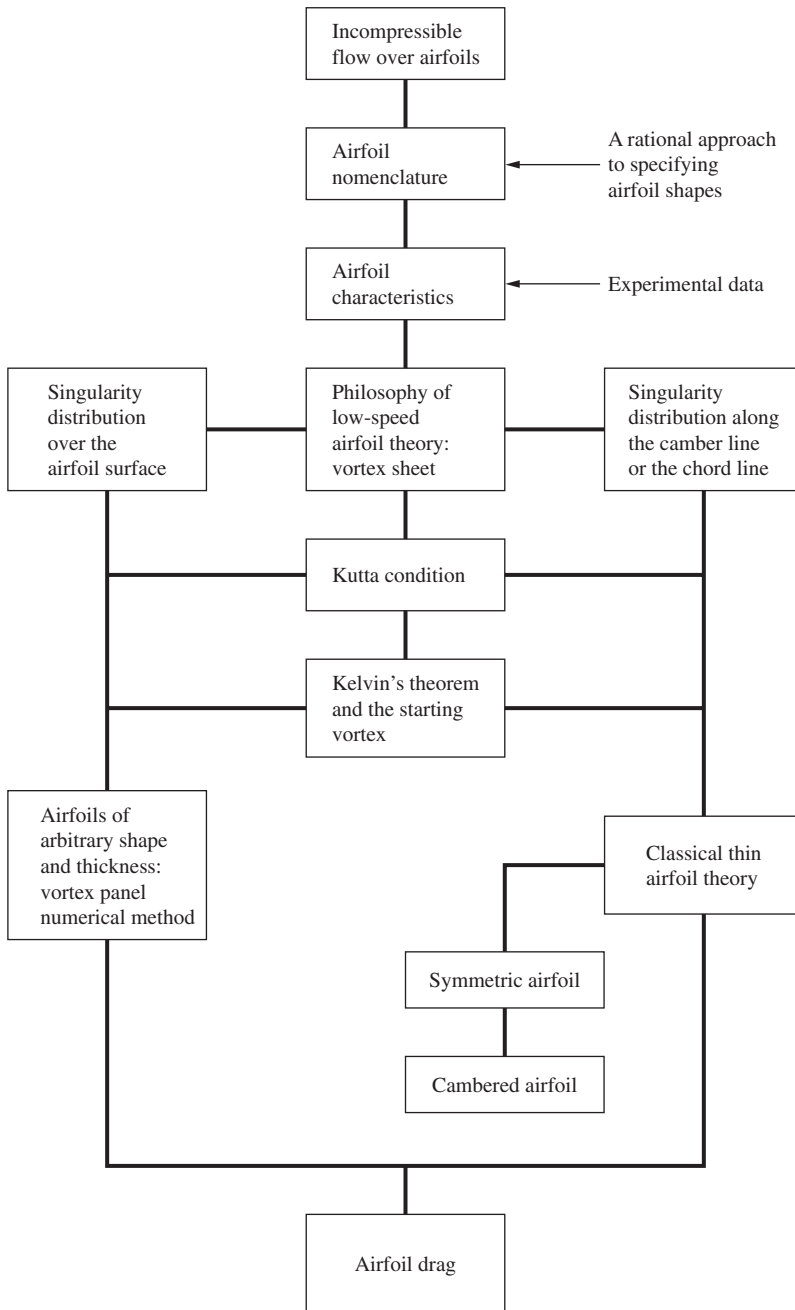 Incompressible
flow over airfoils
Airfoil
nomenclature
A rational approach
to specifying
airfoil shapes
Airfoil
characteristics
Experimental data
Singularity
distribution
over the
airfoil surface
Philosophy of
low-speed
airfoil theory:
vortex sheet
Singularity
distribution along
the camber line
or the chord line
Kutta condition
Kelvin’s theorem
and the starting
vortex
Airfoils of
arbitrary shape
and thickness:
vortex panel
numerical method
Classical thin
airfoil theory
Symmetric airfoil
Cambered airfoil
Airfoil drag